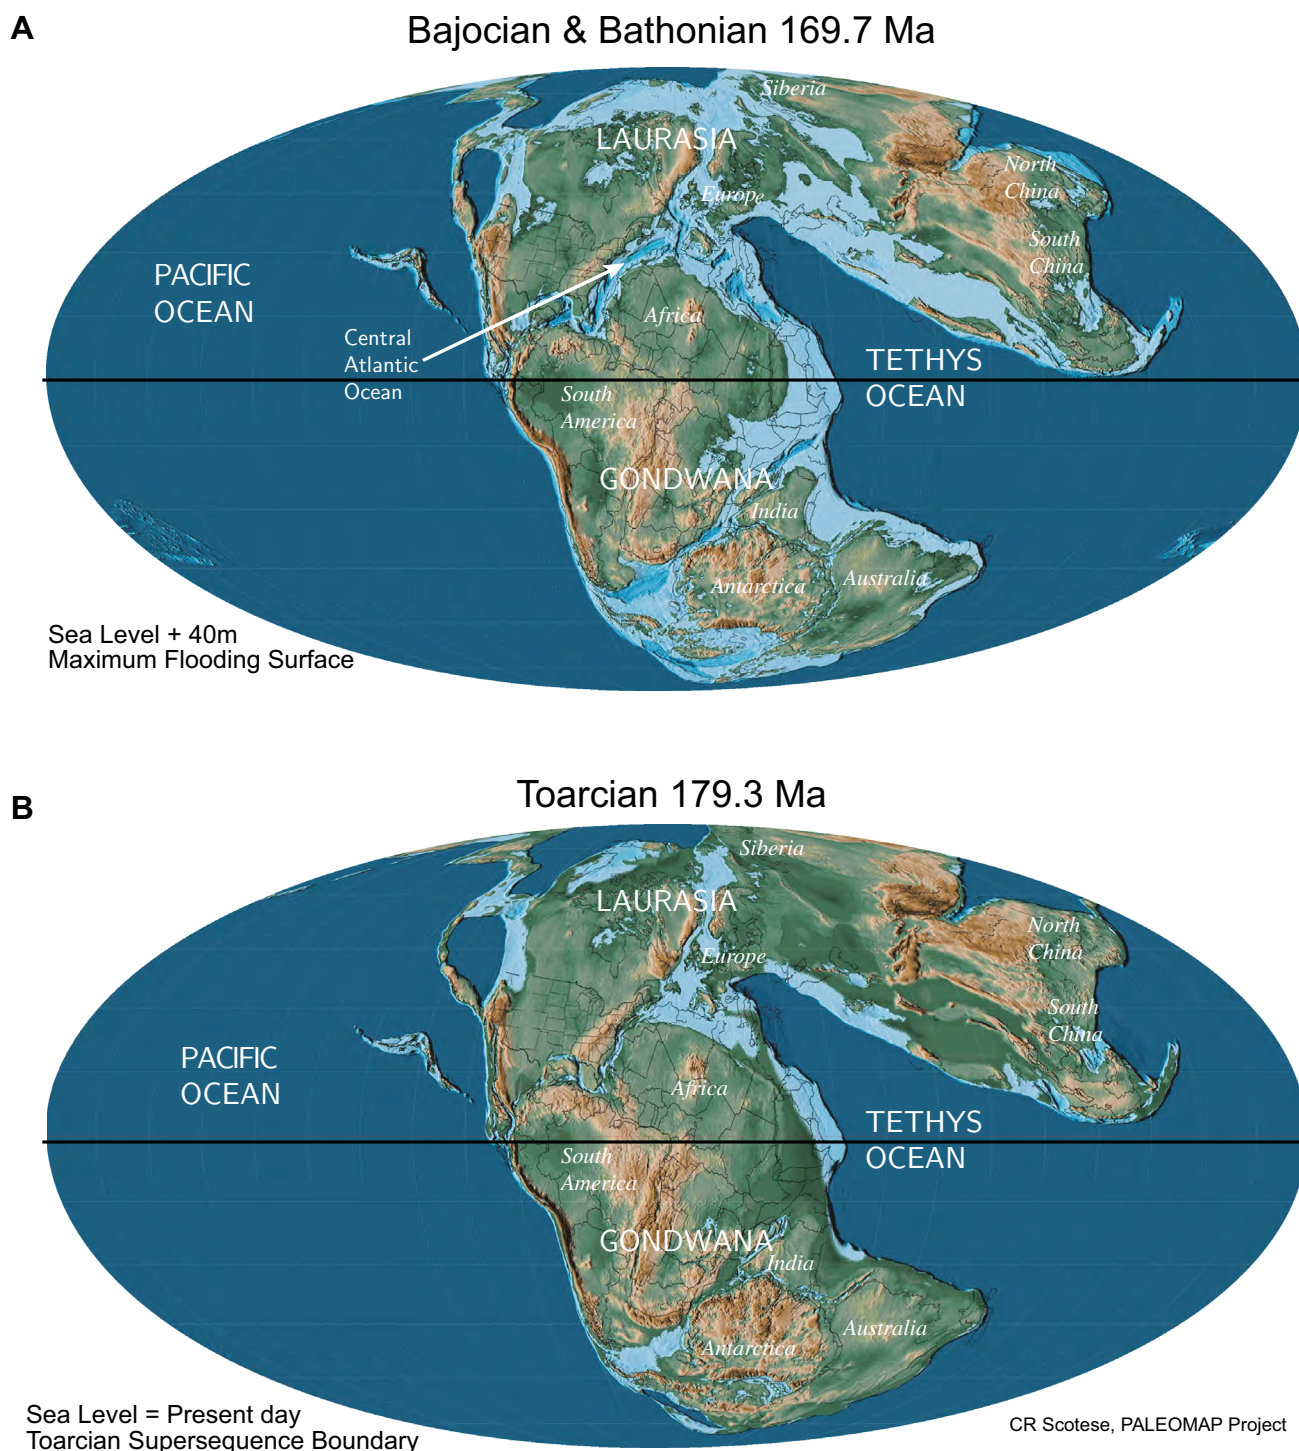 A
Bajocian & Bathonian 169.7 Ma
Siberia
LAURASIA
North
China
Europe
South
China
PACIFIC
OCEAN
Africa
Central
Atlantic
Ocean
TETHYS
OCEAN
South
America
GONDWANA
India
Antarctica
Australia
Sea Level + 40m
Maximum Flooding Surface
B
Toarcian 179.3 Ma
Siberia
LAURASIA
North
China
Europe
South
China
PACIFIC
OCEAN
Africa
TETHYS
OCEAN
South
America
GONDWANA
India
Australia
Antarctica
Sea Level = Present day
Toarcian Supersequence Boundary
CR Scotese, PALEOMAP Project